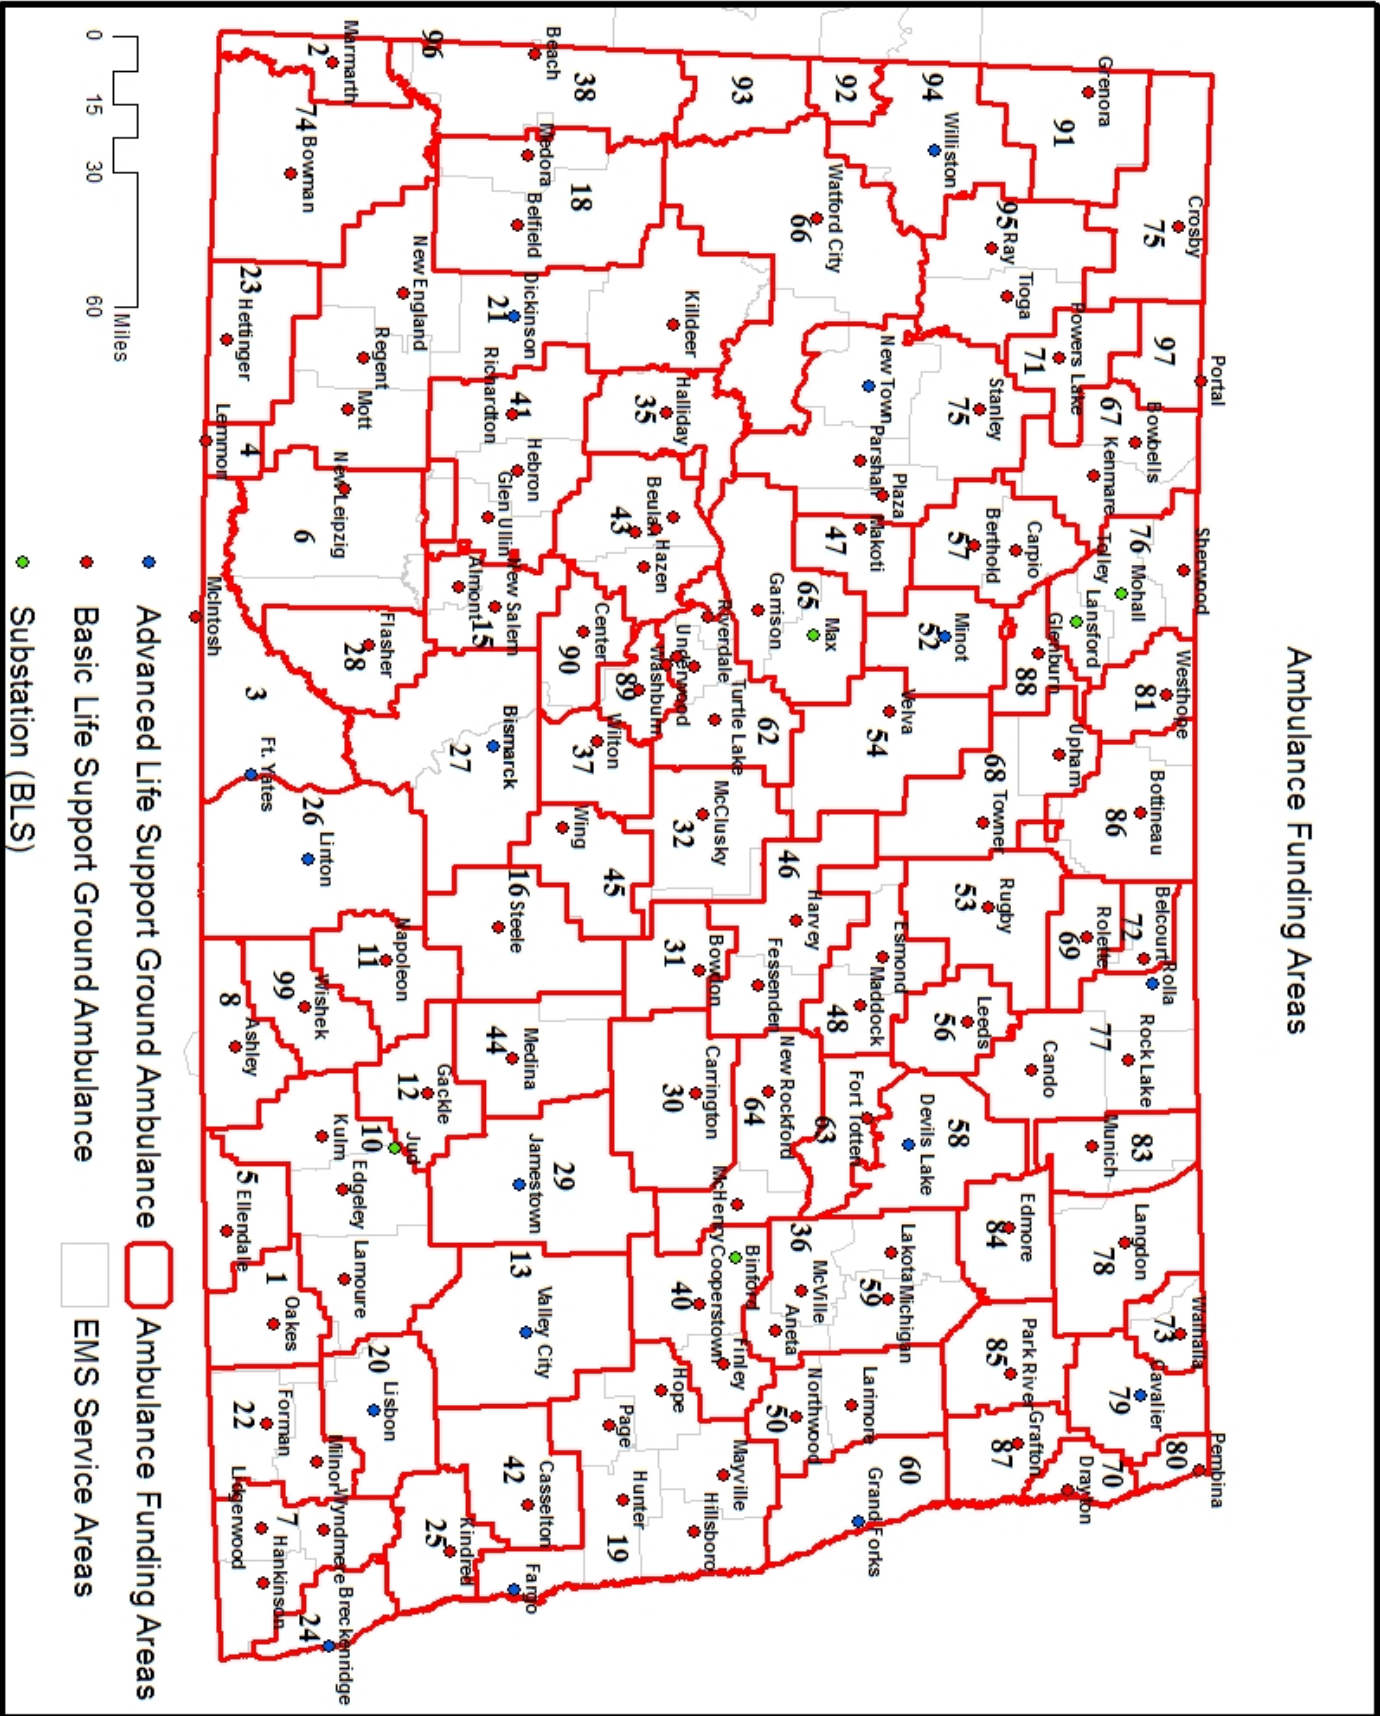 Ambulance Funding Areas
Portal
Sherwood
Pembina
Crosby
75
97
Bowbells
Westhope
Walhalla
73
80
Grenora
91
Powers Lake
71
67
Kenmare
Tolley
76
Mohall
Lansford
81
Bottineau
86
Belcourt
72
Rolla
Rolette
69
Rock Lake
77
Munich
83
Langdon
78
Cavalier
79
70
Drayton
94
Williston
95
Ray
Tioga
Stanley
75
Carpio
Berthold
57
Glenburn
88
Upham
68
Towner
Rugby
53
Leeds
56
Cando
58
Devils Lake
Edmore
84
Park River
85
Grafton
87
92
93
Watford City
66
New Town
Parshall
Plaza
Makoti
47
Minot
52
Velva
54
Esmond
Maddock
48
Fort Totten
63
Lakota
Michigan
59
Larimore
60
Grand Forks
Garrison
65
Max
62
Turtle Lake
46
Harvey
Fessenden
New Rockford
64
McHenry
36
McVille
Aneta
Binford
Northwood
50
Killdeer
Halliday
35
Beulah
43
Hazen
Riverdale
Underwood
Washburn
89
McClusky
32
Bowdon
31
Carrington
30
Cooperstown
40
Finley
Hope
Mayville
Hillsboro
Beach
38
Medora
18
Belfield
Dickinson
21
Richardton
41
Hebron
Glen Ullin
Center
90
Wilton
37
Wing
45
Page
Hunter
19
New Salem
Almont
15
Bismarck
27
16
Steele
44
Medina
Jamestown
29
13
Valley City
42
Casselton
Fargo
96
New England
Regent
Mott
New Leipzig
6
Flasher
28
Napoleon
11
12
Gackle
10
Jud
Edgeley
Kulm
Lamoure
20
Lisbon
25
Kindred
Marmarth
2
74
Bowman
23
Hettinger
Lemmon
4
McIntosh
3
Ft. Yates
26
Linton
99
Wishek
8
Ashley
5
Ellendale
1
Oakes
22
Forman
Milnor
Wyndmere
Lidgerwood
7
Hankinson
24
Breckenridge
0 15 30 60
Miles
Advanced Life Support Ground Ambulance
Ambulance Funding Areas
Basic Life Support Ground Ambulance
EMS Service Areas
Substation (BLS)